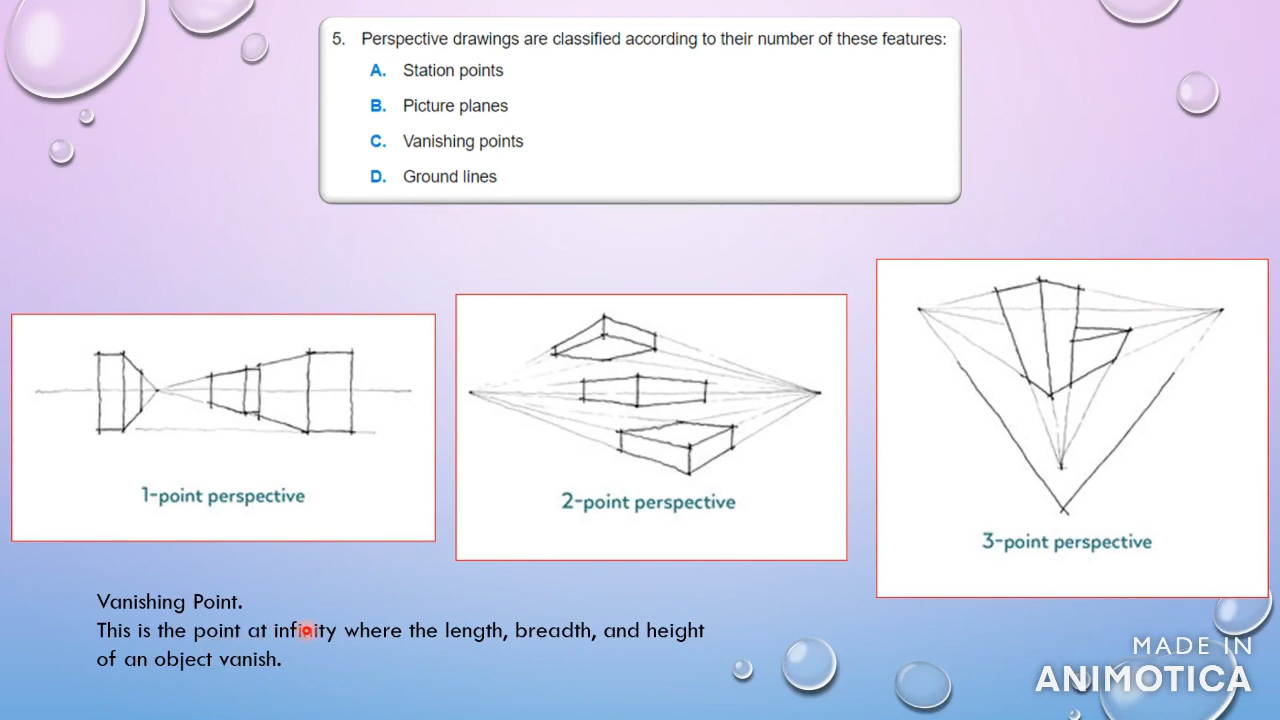 5. Perspective drawings are classified according to their number of these features:
A. Station points
B. Picture planes
C. Vanishing points
D. Ground lines
1-point perspective
2-point perspective
3-point perspective
Vanishing Point.
This is the point at infinity where the length, breadth, and height
of an object vanish.
MADE IN
ANIMOTICA